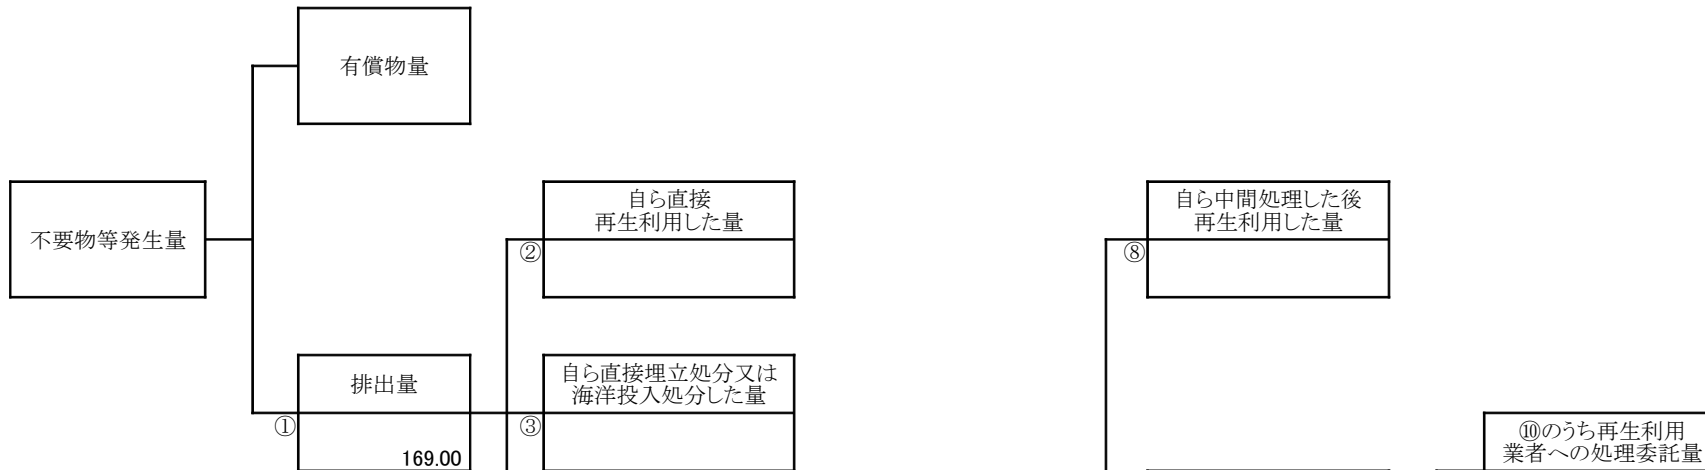 有償物量
不要物等発生量
自ら直接
再生利用した量
②
自ら中間処理した後
再生利用した量
⑧
排出量
①
169.00
自ら直接埋立処分又は
海洋投入処分した量
③
⑩のうち再生利用
業者への処理委託量